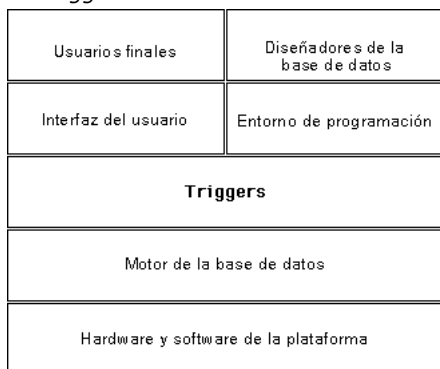 Usuarios finales
Diseñadores de la
base de datos
Interfaz del usuario
Entorno de programación
Triggers
Motor de la base de datos
Hardware y software de la plataforma